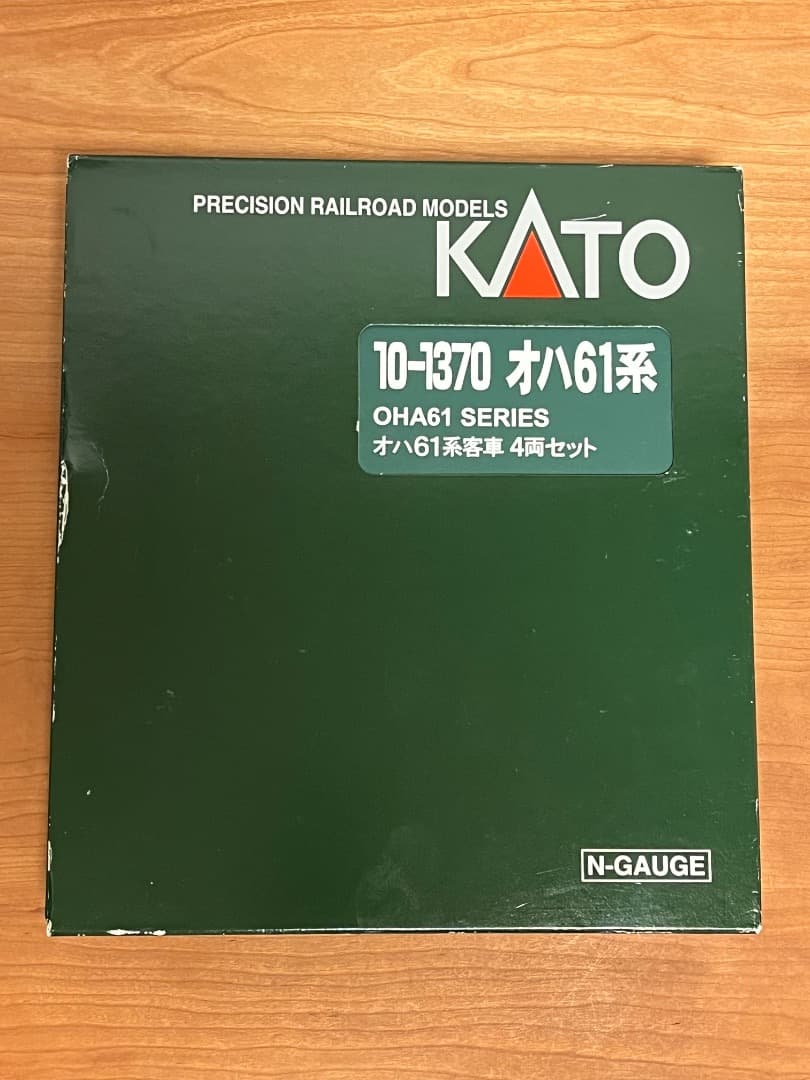 PRECISION RAILROAD MODELS
KATO
10-1370 オハ61系
OHA61 SERIES
オハ61系客車 4両セット
N-GAUGE